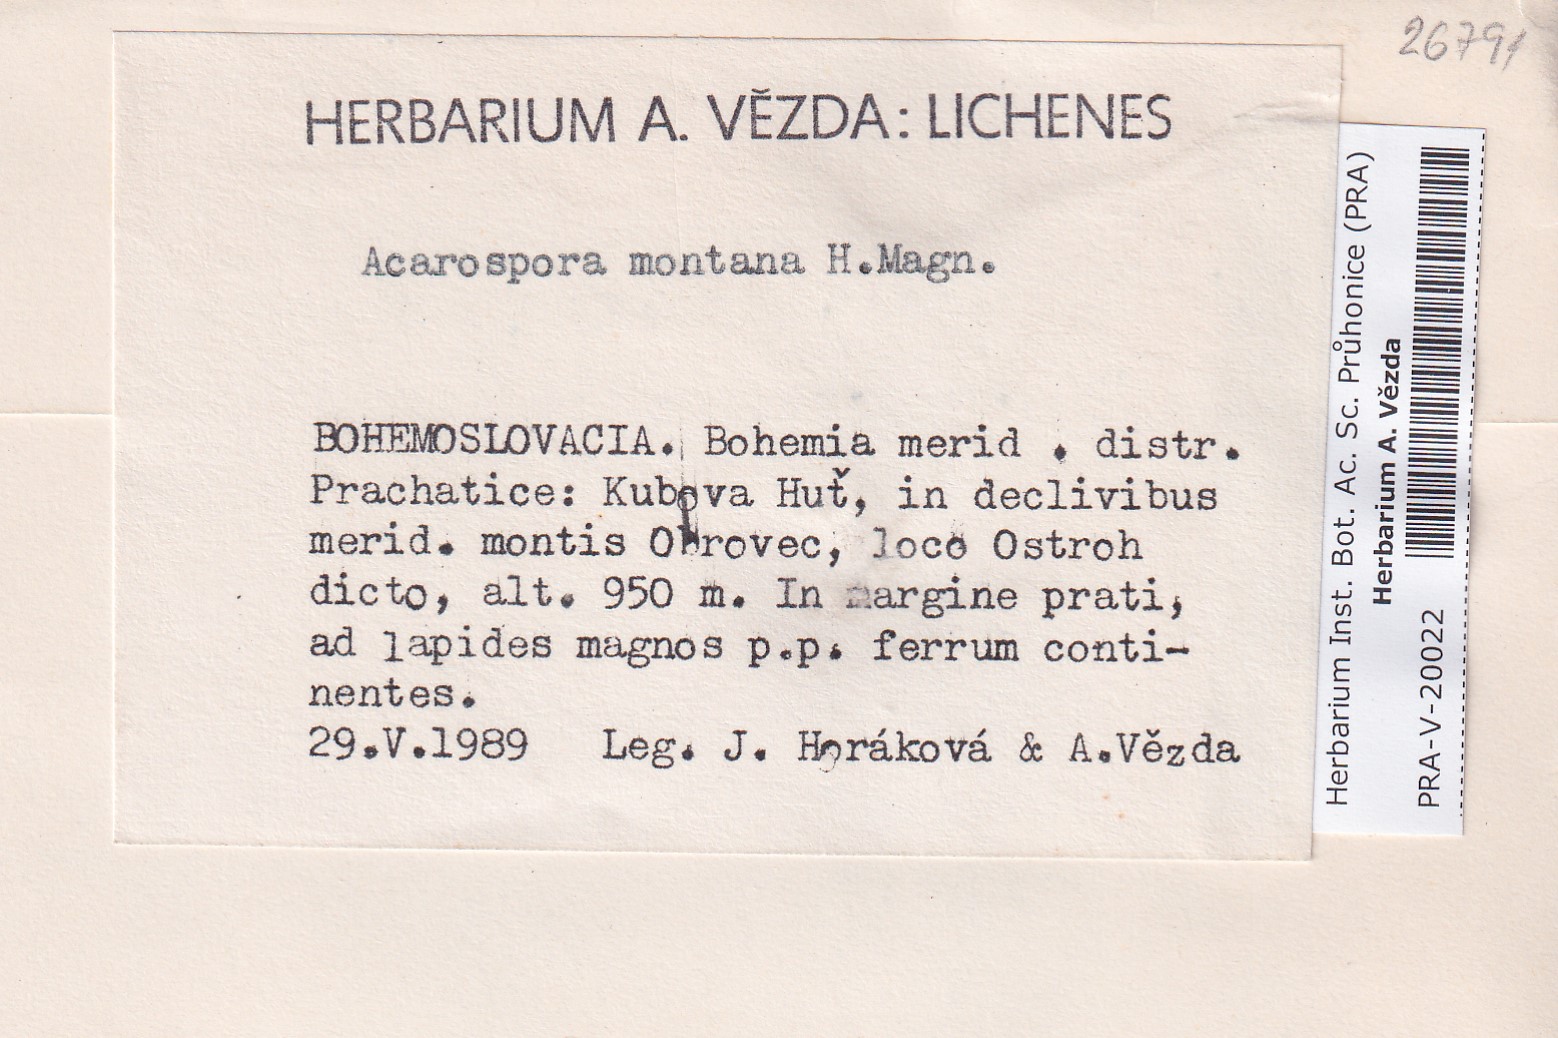 26791
HERBARIUM A. VĚZDA: LICHENES
Acarospora montana H.Magn.
BOHEMOSLOVACIA. Bohemia merid . distr.
Prachatice: Kubova Huť, in declivibus
merid. montis Obrovec, loco Ostroh
dicto, alt. 950 m. In margine prati,
ad lapides magnos p.p. ferrum conti-
nentes.
29.V.1989 Leg. J. Horáková & A.Vězda
Herbarium Inst. Bot. Ac. Sc. Průhonice (PRA)
Herbarium A. Vězda
PRA-V-20022